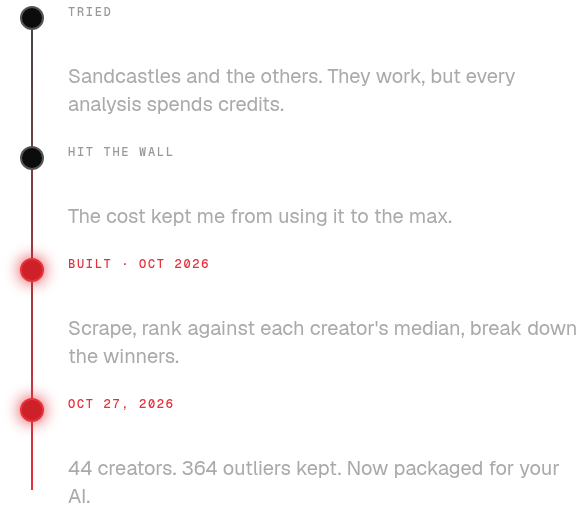 TRIED
Sandcastles and the others. They work, but every
analysis spends credits.
HIT THE WALL
The cost kept me from using it to the max.
BUILT · OCT 2026
Scrape, rank against each creator's median, break down
the winners.
OCT 27, 2026
44 creators. 364 outliers kept. Now packaged for your
AI.